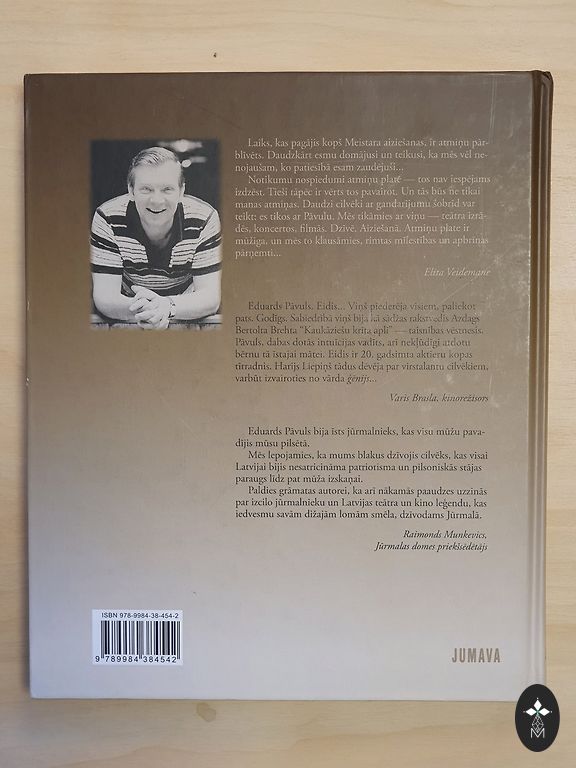 Laiks, kas pagājis kopš Meistara aiziešanas, ir atmiņu pār-
blīvēts. Daudzkārt esmu domājusi un teikusi, ka mēs vēl ne-
nojaušam, ko patiesībā esam zaudējuši...
Notikumu nospiedumi atmiņu platē — tos nav iespējams
izdzēst. Tieši tāpēc ir vērts tos pavairot. Un tās būs ne tikai
manas atmiņas. Daudzi cilvēki ar gandarījumu šobrīd var
teikt: es tikos ar Pāvulu. Mēs tikāmies ar viņu — teātra izrā-
dēs, koncertos, filmās. Dzīvē. Aiziešanā. Atmiņu plate ir
mūžīga, un mēs to klausāmies, rimtas mīlestības un apbrīnas
pārņemti...
Elita Veidemane
Eduards Pāvuls. Eidis... Viņš piederēja visiem, paliekot
pats. Godīgs. Sabiedrībā viņš bija kā sādžas rakstvedis Azdags
Bertolta Brehta "Kaukāziešu krīta aplī" — taisnības vēstnesis.
Pāvuls, dabas dotās intuīcijas vadīts, arī nekļūdīgi atdotu
bērnu tā īstajai mātei. Eidis ir 20. gadsimta aktieru kopas
tīrradnis. Harijs Liepiņš tādus dēvēja par virstalantu cilvēkiem,
varbūt izvairoties no vārda ģēnijs...
Varis Brasla, kinorežisors
Eduards Pāvuls bija īsts jūrmalnieks, kas visu mūžu pava-
dījis mūsu pilsētā.
Mēs lepojamies, ka mums blakus dzīvojis cilvēks, kas visai
Latvijai bijis nesatricināma patriotisma un pilsoniskās stājas
paraugs līdz pat mūža izskaņai.
Paldies grāmatas autorei, ka arī nākamās paaudzes uzzinās
par izcilo jūrmalnieku un Latvijas teātra un kino leģendu, kas
iedvesmu savām dižajām lomām smēla, dzīvodams Jūrmalā.
Raimonds Munkevics,
Jūrmalas domes priekšsēdētājs
ISBN 978-9984-38-454-2
9 789984 384542
JUMAVA
M